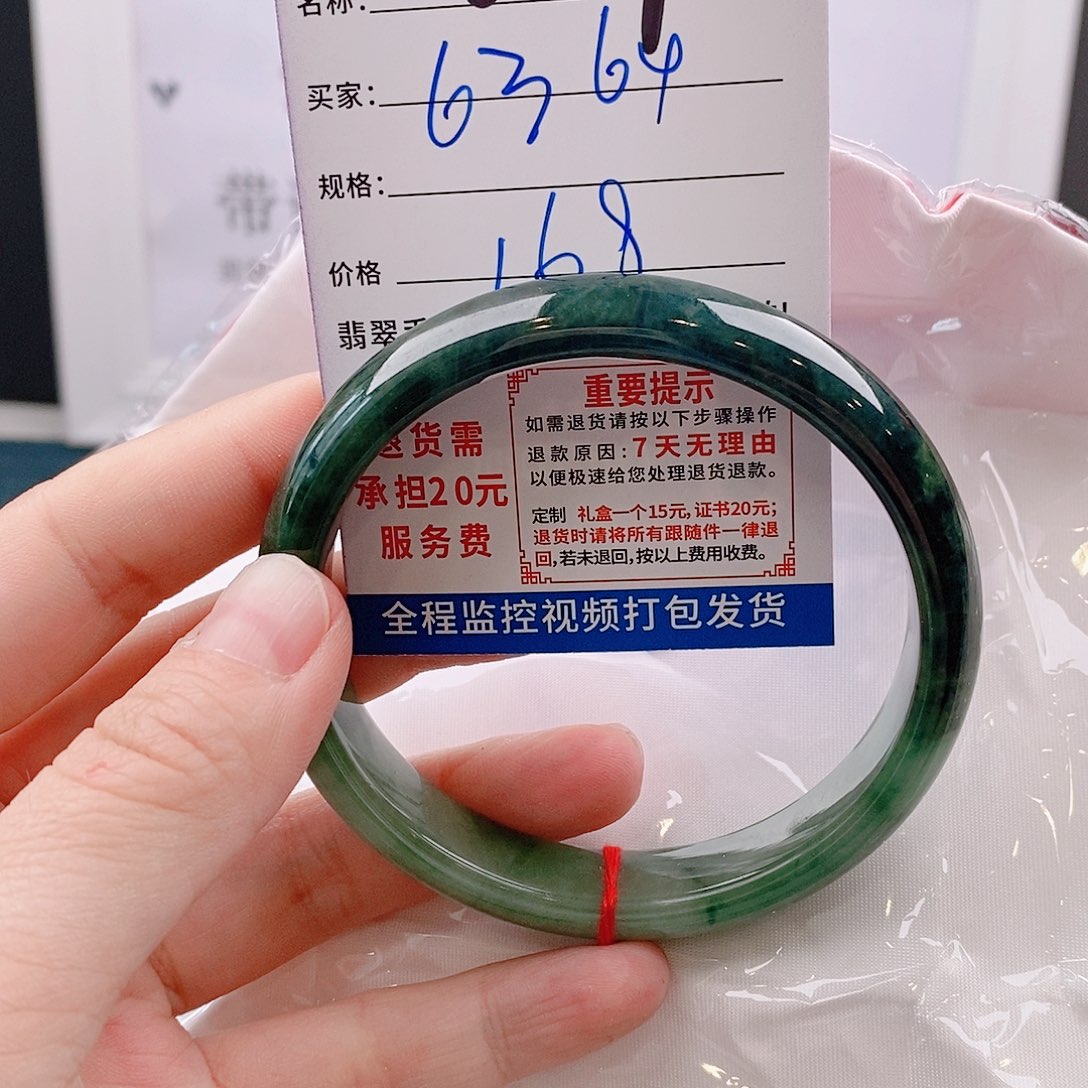 名称：
买家：6364
规格：
价格 168
翡翠手
退货需
承担20元
服务费
重要提示
如需退货请按以下步骤操作
退款原因：7天无理由
以便极速给您处理退货退款。
定制 礼盒一个15元，证书20元；
退货时请将所有跟随件一律退
回，若未退回，按以上费用收费。
全程监控视频打包发货
带